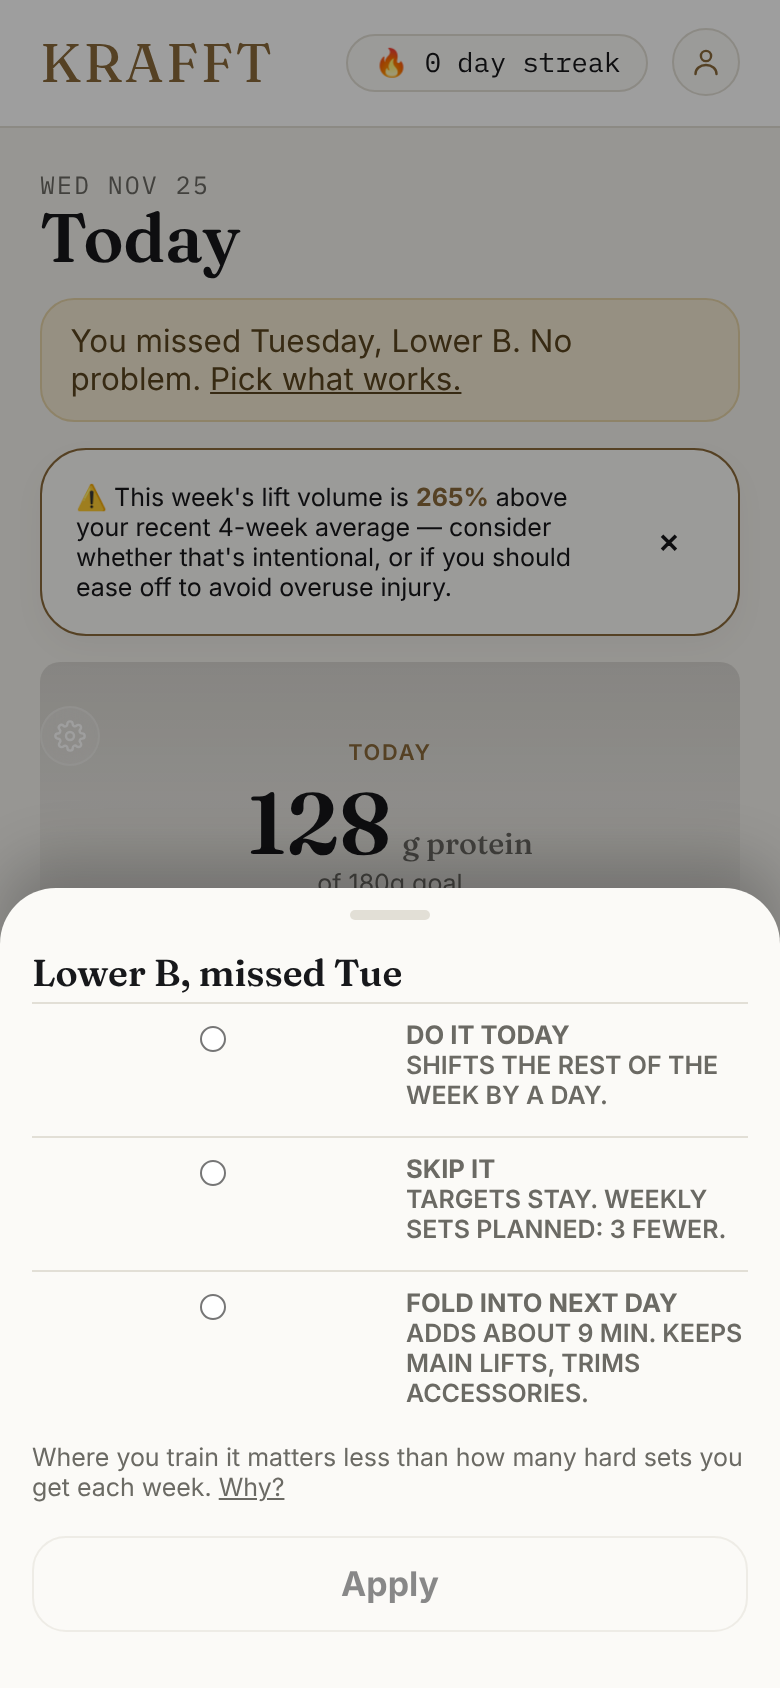 KRAFFT
🔥 0 day streak
WED NOV 25
Today
You missed Tuesday, Lower B. No
problem. Pick what works.
⚠️ This week's lift volume is 265% above
your recent 4-week average — consider
whether that's intentional, or if you should
ease off to avoid overuse injury.
×
TODAY
128 g protein
of 180g goal
Lower B, missed Tue
DO IT TODAY
SHIFTS THE REST OF THE
WEEK BY A DAY.
SKIP IT
TARGETS STAY. WEEKLY
SETS PLANNED: 3 FEWER.
FOLD INTO NEXT DAY
ADDS ABOUT 9 MIN. KEEPS
MAIN LIFTS, TRIMS
ACCESSORIES.
Where you train it matters less than how many hard sets you
get each week. Why?
Apply